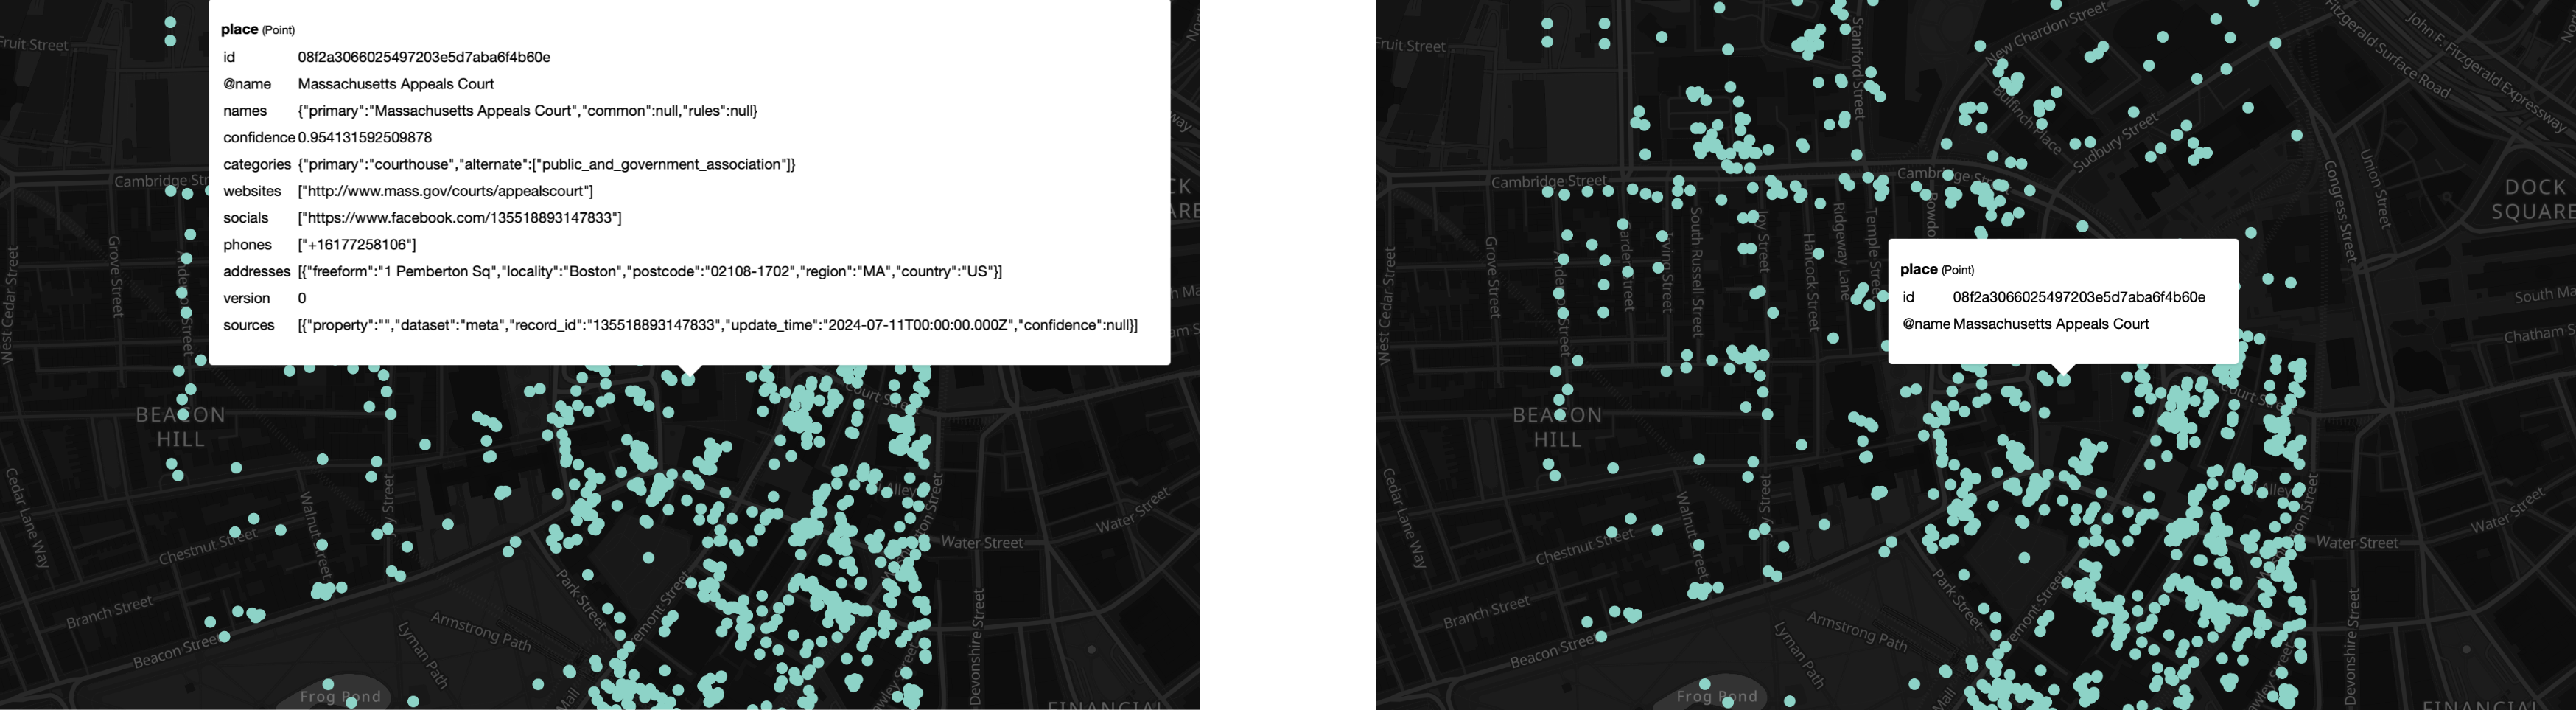 place (Point)
id 08f2a3066025497203e5d7aba6f4b60e
@name Massachusetts Appeals Court
names {"primary":"Massachusetts Appeals Court","common":null,"rules":null}
confidence 0.954131592509878
categories {"primary":"courthouse","alternate":["public_and_government_association"]}
websites ["http://www.mass.gov/courts/appealscourt"]
socials ["https://www.facebook.com/135518893147833"]
phones ["+16177258106"]
addresses [{"freeform":"1 Pemberton Sq","locality":"Boston","postcode":"02108-1702","region":"MA","country":"US"}]
version 0
sources [{"property":"","dataset":"meta","record_id":"135518893147833","update_time":"2024-07-11T00:00:00.000Z","confidence":null}]
Fruit Street
Cambridge Str
Grove Street
West Cedar Street
BEACON
HILL
Cedar Lane Way
Walnut Street
Chestnut Street
Branch Street
Beacon Street
Lyman Path
Armstrong Path
Park Street
Frog Pond
Mall
Court
Alley
Water Street
Water Street
Devonshire Street
FINANCIAL
place (Point)
id 08f2a3066025497203e5d7aba6f4b60e
@name Massachusetts Appeals Court
Fruit Street
Staniford Street
New Chardon Street
Bulfinch Place
Sudbury Street
Fitzgerald Surface Road
John F. Fitzgerald Expressway
Cambridge Street
Congress Street
Union Street
DOCK
SQUARE
Grove Street
West Cedar Street
South Russell Street
Joy Street
Hancock Street
Ridgeway Lane
Temple Street
South Ma
Chatham S
BEACON
HILL
Cedar Lane Way
Walnut Street
Chestnut Street
Branch Street
Beacon Street
Lyman Path
Armstrong Path
Park Street
Frog Pond
Mall
Court
Alley
Water Street
Water Street
Devonshire Street
FINANCIAL